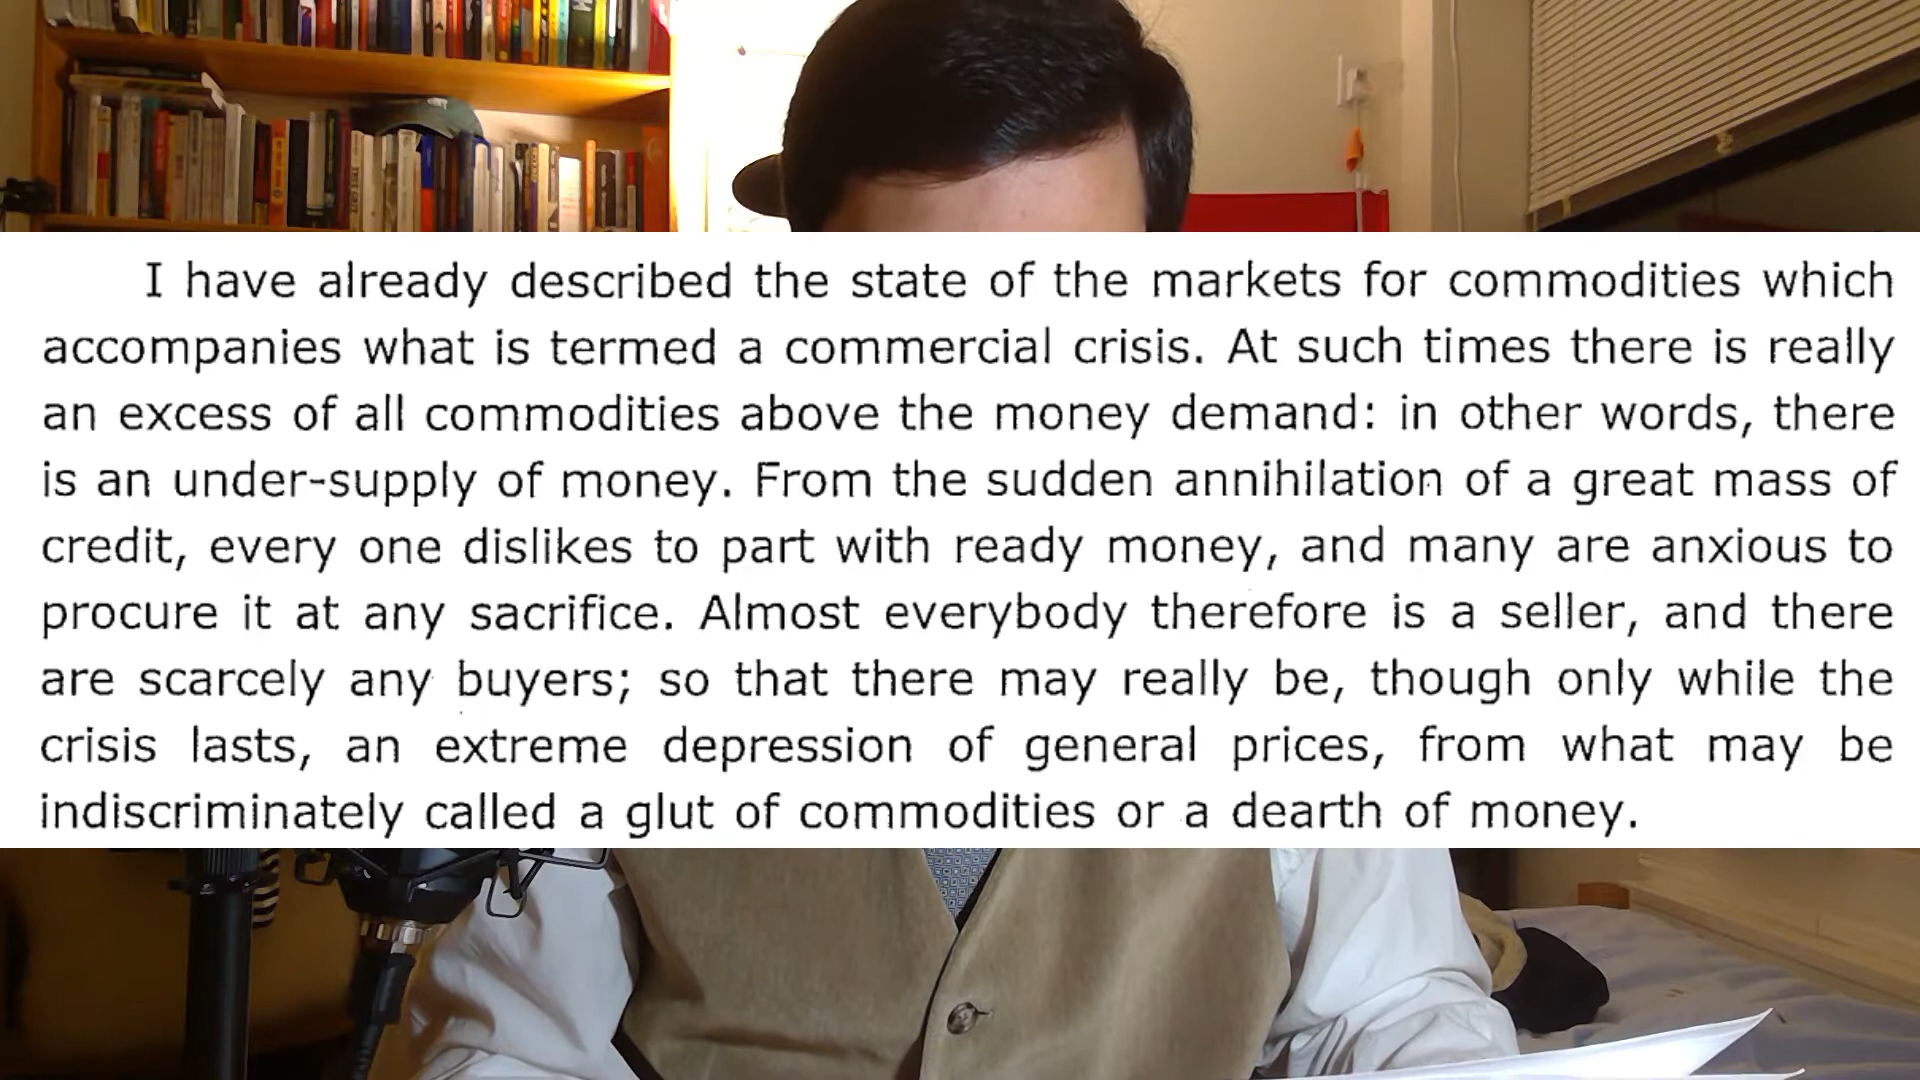 I have already described the state of the markets for commodities which
accompanies what is termed a commercial crisis. At such times there is really
an excess of all commodities above the money demand: in other words, there
is an under-supply of money. From the sudden annihilation of a great mass of
credit, every one dislikes to part with ready money, and many are anxious to
procure it at any sacrifice. Almost everybody therefore is a seller, and there
are scarcely any buyers; so that there may really be, though only while the
crisis lasts, an extreme depression of general prices, from what may be
indiscriminately called a glut of commodities or a dearth of money.